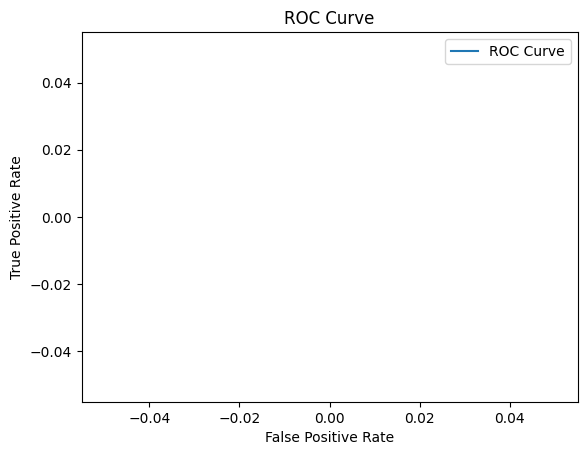 ROC Curve
ROC Curve
0.04
0.02
0.00
−0.02
−0.04
True Positive Rate
−0.04 −0.02 0.00 0.02 0.04
False Positive Rate